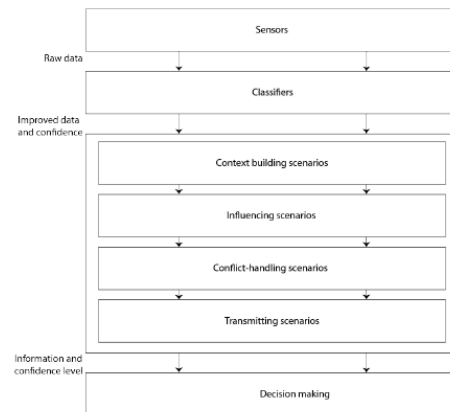 Sensors
Raw data
Classifiers
Improved data
and confidence
Context building scenarios
Influencing scenarios
Conflict-handling scenarios
Transmitting scenarios
Information and
confidence level
Decision making